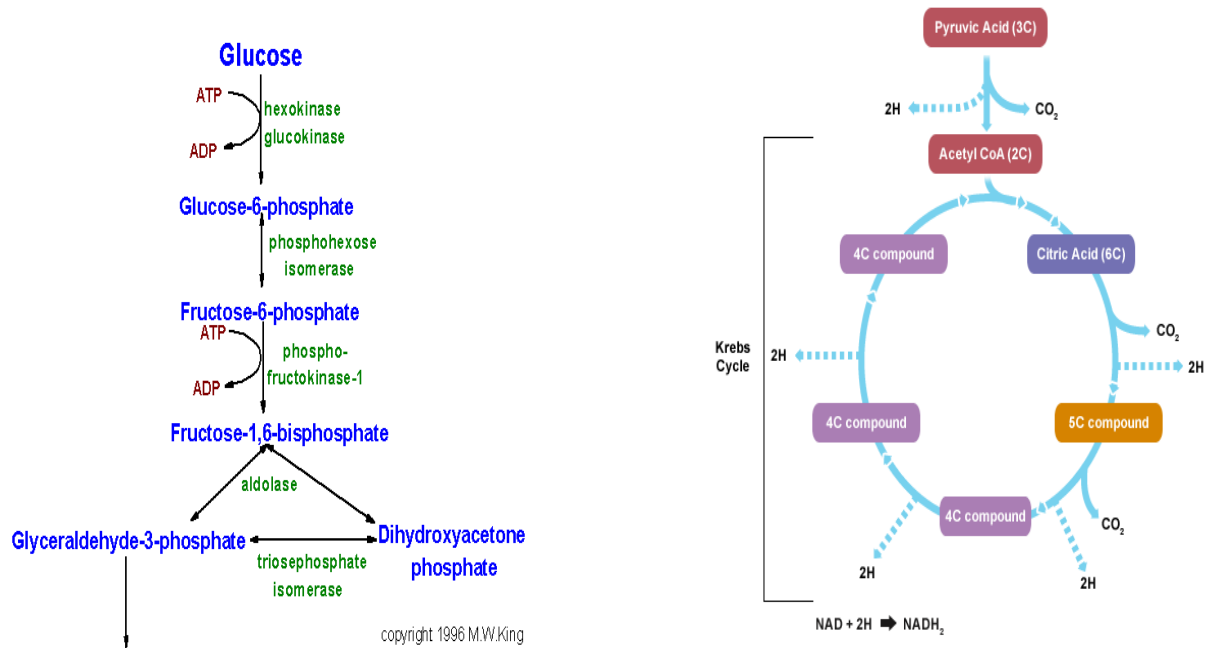 Glucose
ATP
hexokinase
glucokinase
ADP
Glucose-6-phosphate
phosphohexose
isomerase
Fructose-6-phosphate
ATP
phospho-
fructokinase-1
ADP
Fructose-1,6-bisphosphate
aldolase
Glyceraldehyde-3-phosphate
Dihydroxyacetone
phosphate
triosephosphate
isomerase
copyright 1996 M.W.King
Pyruvic Acid (3C)
2H
CO₂
Acetyl CoA (2C)
4C compound
Citric Acid (6C)
CO₂
Krebs
Cycle
2H
2H
4C compound
5C compound
4C compound
CO₂
2H
2H
NAD + 2H ➡ NADH₂